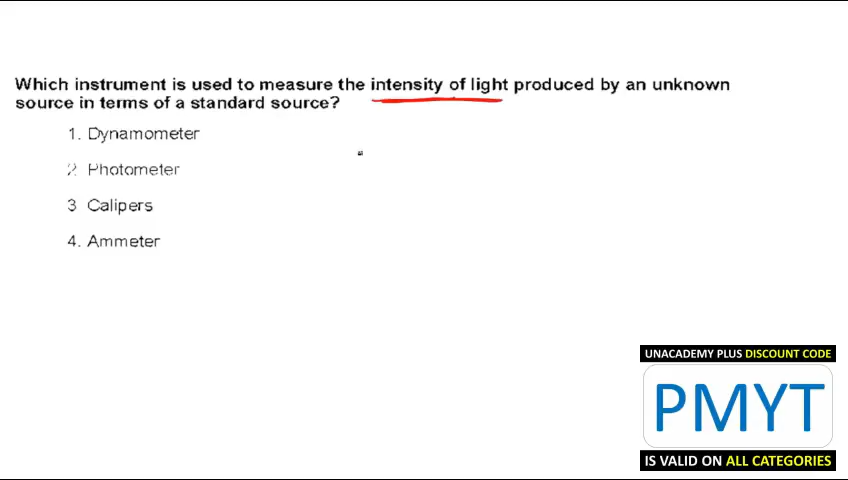 Which instrument is used to measure the intensity of light produced by an unknown
source in terms of a standard source?
1. Dynamometer
2 Photometer
3 Calipers
4. Ammeter
UNACADEMY PLUS DISCOUNT CODE
PMYT
IS VALID ON ALL CATEGORIES